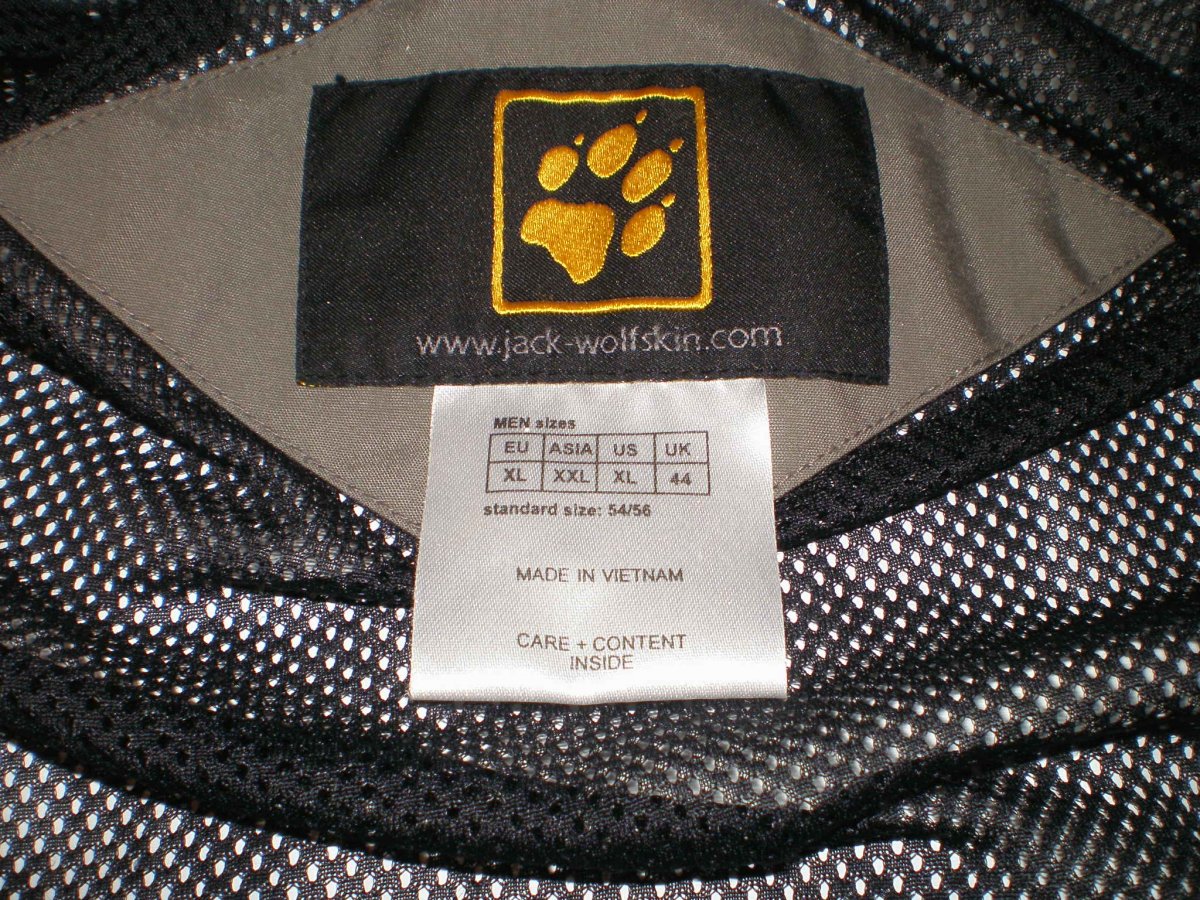 www.jack-wolfskin.com
MEN sizes
EU ASIA US UK
XL XXL XL 44
standard size: 54/56
MADE IN VIETNAM
CARE + CONTENT
INSIDE